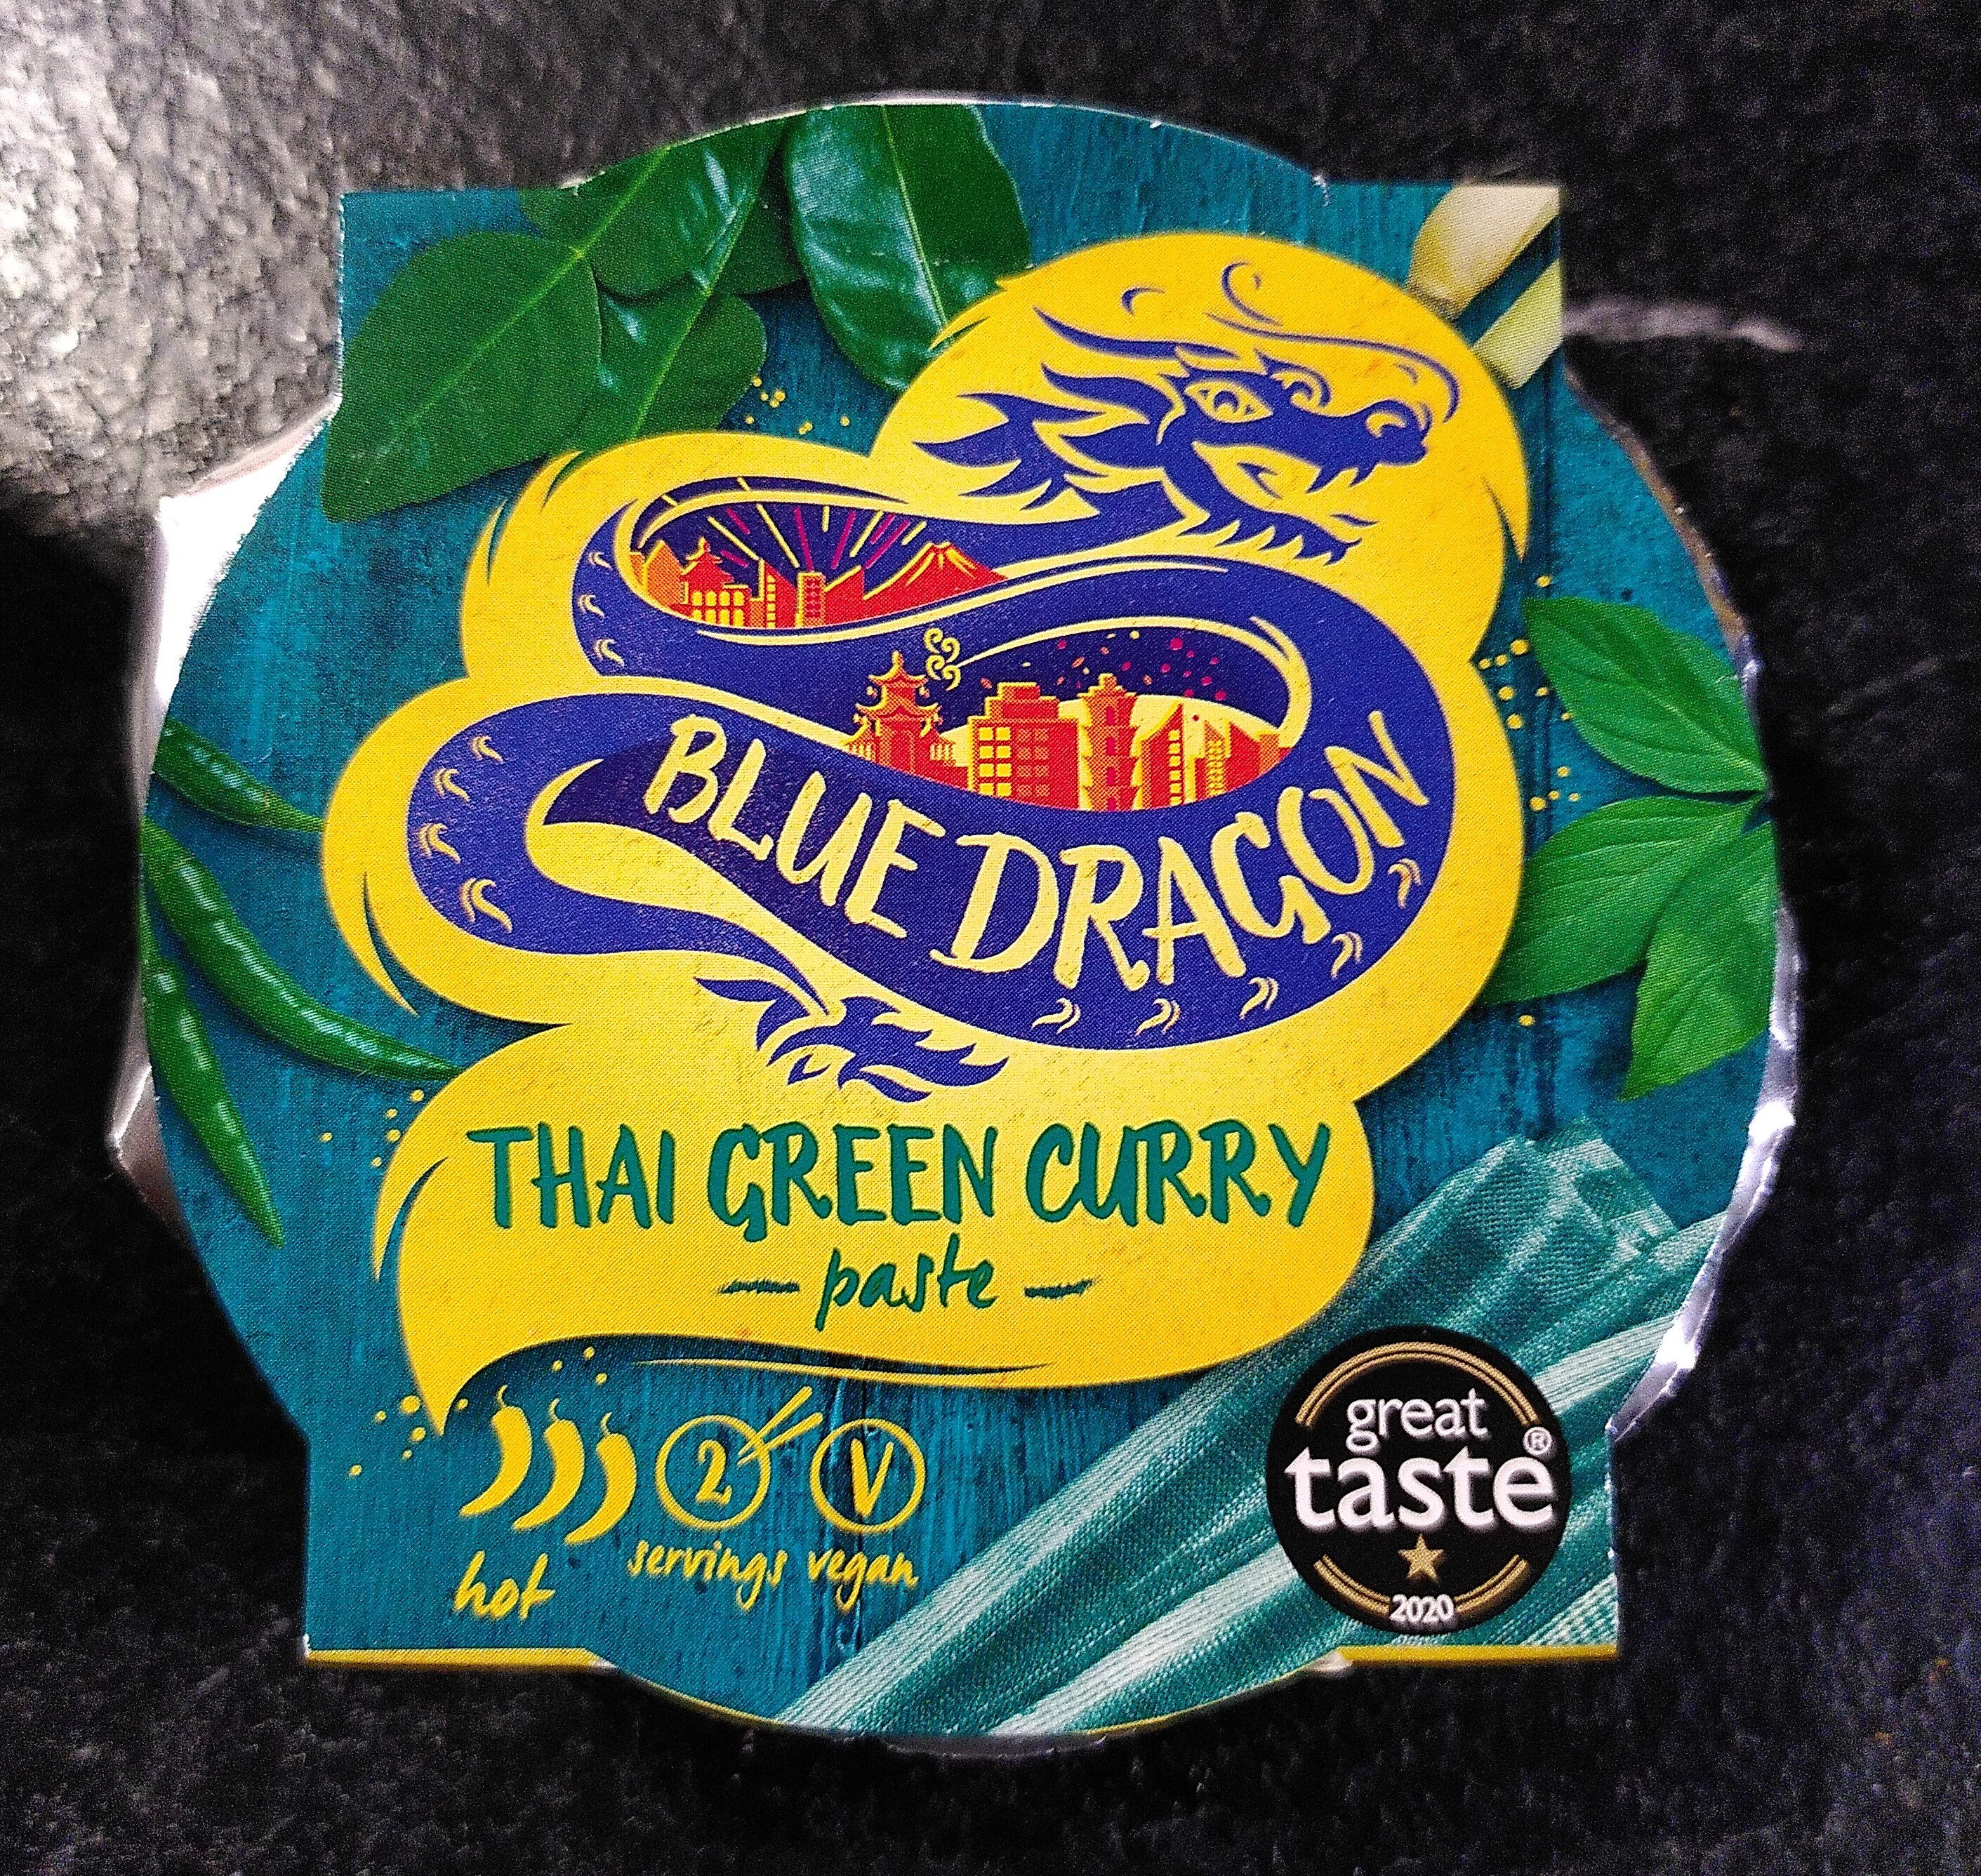 BLUE DRAGON
THAI GREEN CURRY
paste
2
V
hot
servings
vegan
great
taste®
2020